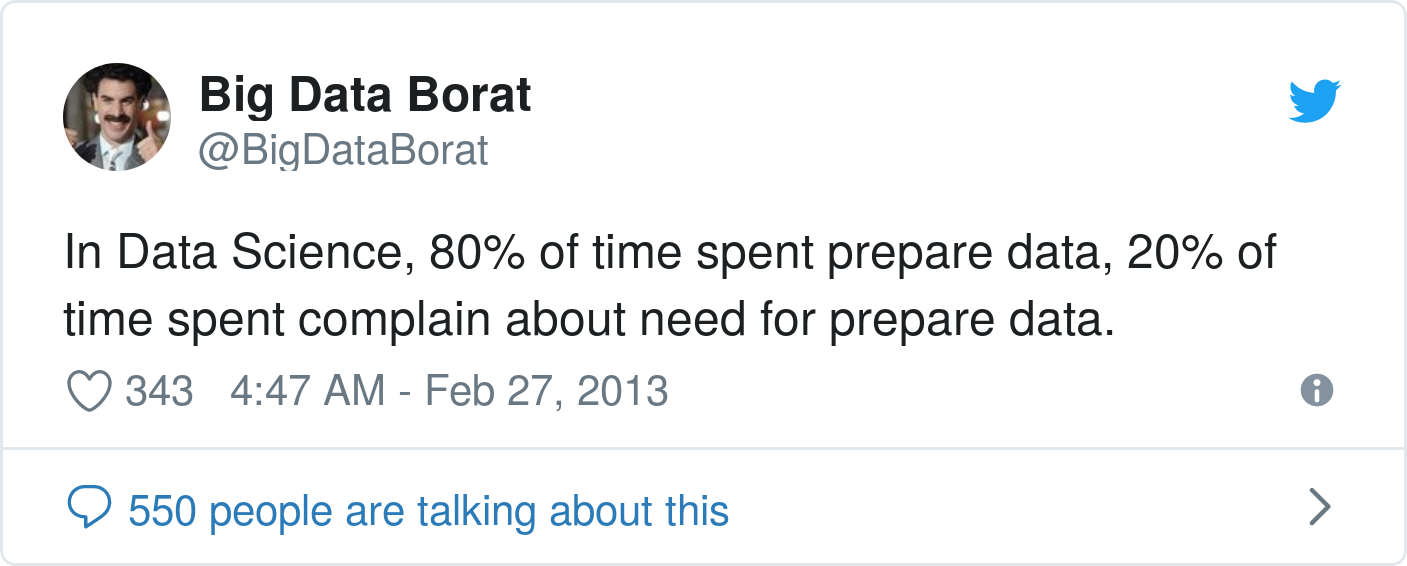 Big Data Borat
@BigDataBorat
In Data Science, 80% of time spent prepare data, 20% of
time spent complain about need for prepare data.
343 4:47 AM - Feb 27, 2013
550 people are talking about this